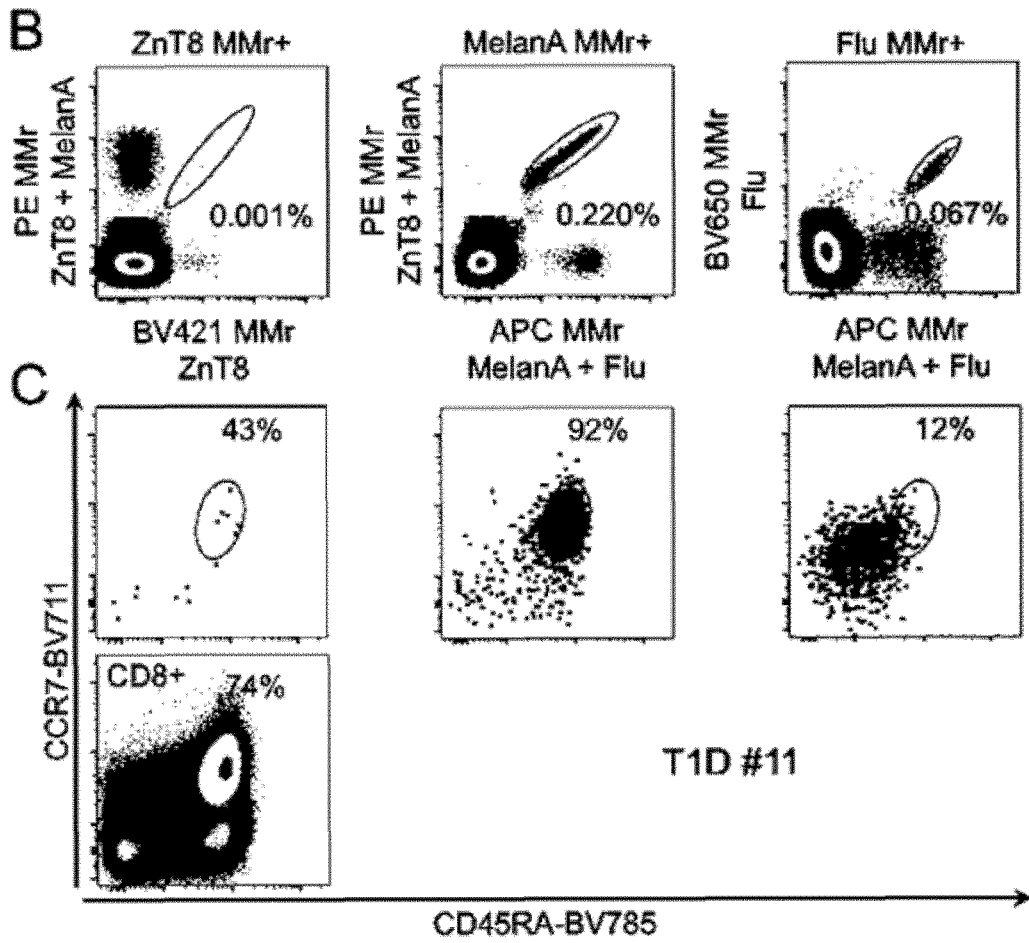 B
ZnT8 MMr+
MelanA MMr+
Flu MMr+
PE MMr
ZnT8 + MelanA
0.001%
PE MMr
ZnT8 + MelanA
0.220%
BV650 MMr
Flu
0.067%
BV421 MMr
ZnT8
APC MMr
MelanA + Flu
APC MMr
MelanA + Flu
C
43%
92%
12%
CD8+
74%
T1D #11
CCR7-BV711
CD45RA-BV785